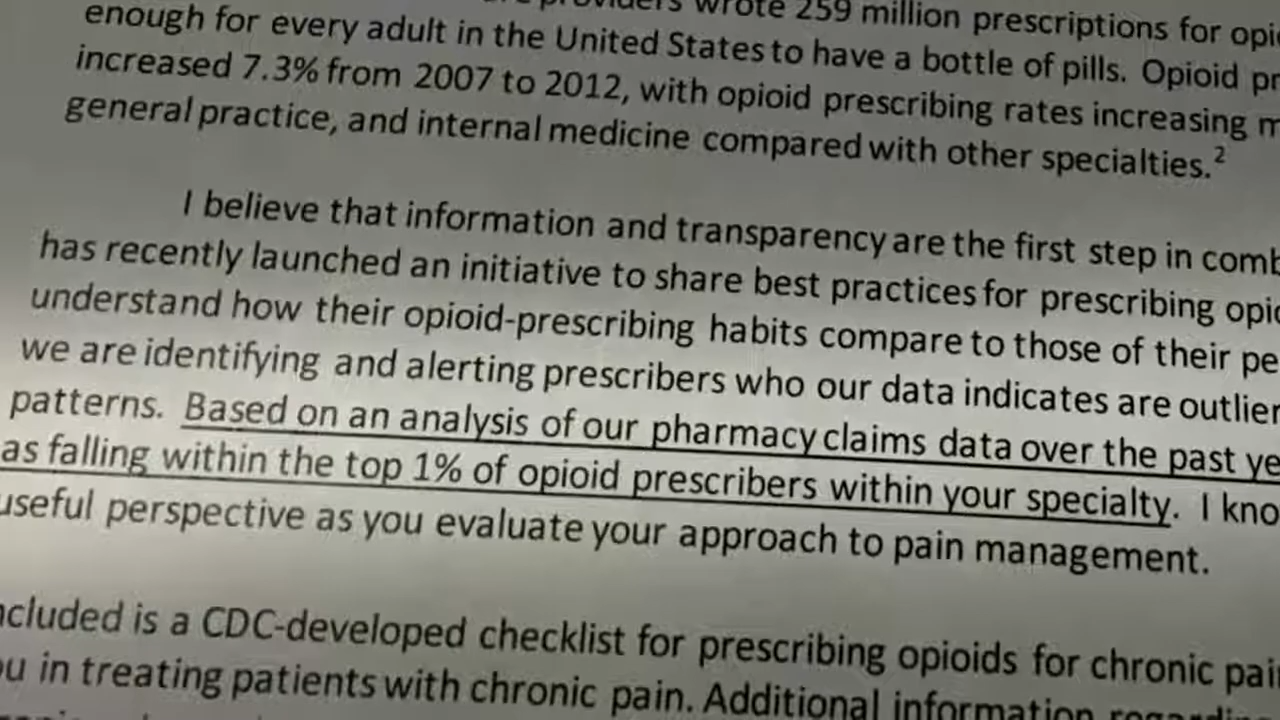 providers wrote 259 million prescriptions for
enough for every adult in the United States to have a bottle of pills. Opioid
increased 7.3% from 2007 to 2012, with opioid prescribing rates increasing
general practice, and internal medicine compared with other specialties.²
I believe that information and transparency are the first step in
has recently launched an initiative to share best practices for prescribing
understand how their opioid-prescribing habits compare to those of their
we are identifying and alerting prescribers who our data indicates are
patterns. Based on an analysis of our pharmacy claims data over the past
as falling within the top 1% of opioid prescribers within your specialty. I
useful perspective as you evaluate your approach to pain management.
is a CDC-developed checklist for prescribing opioids for chronic
in treating patients with chronic pain. Additional information